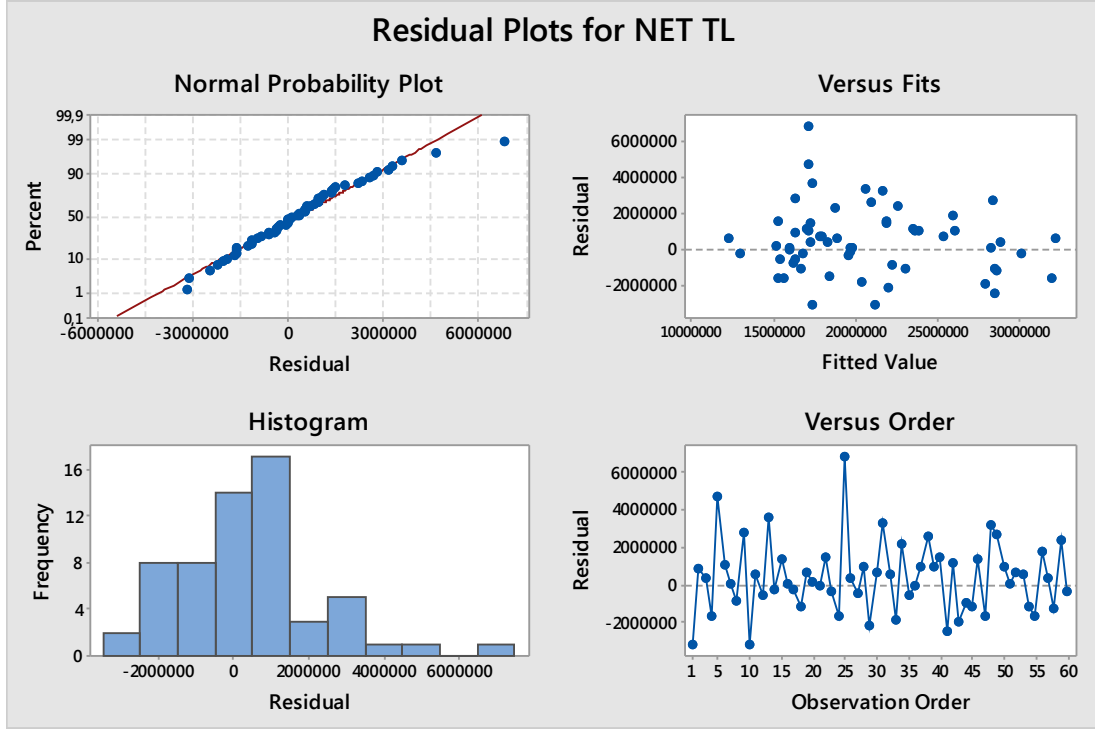 Residual Plots for NET TL
Normal Probability Plot
99,9
99
90
50
10
1
0,1
Percent
-6000000 -3000000 0 3000000 6000000
Residual
Versus Fits
6000000
4000000
2000000
0
-2000000
Residual
10000000 15000000 20000000 25000000 30000000
Fitted Value
Histogram
16
12
8
4
0
Frequency
-2000000 0 2000000 4000000 6000000
Residual
Versus Order
6000000
4000000
2000000
0
-2000000
Residual
1 5 10 15 20 25 30 35 40 45 50 55 60
Observation Order